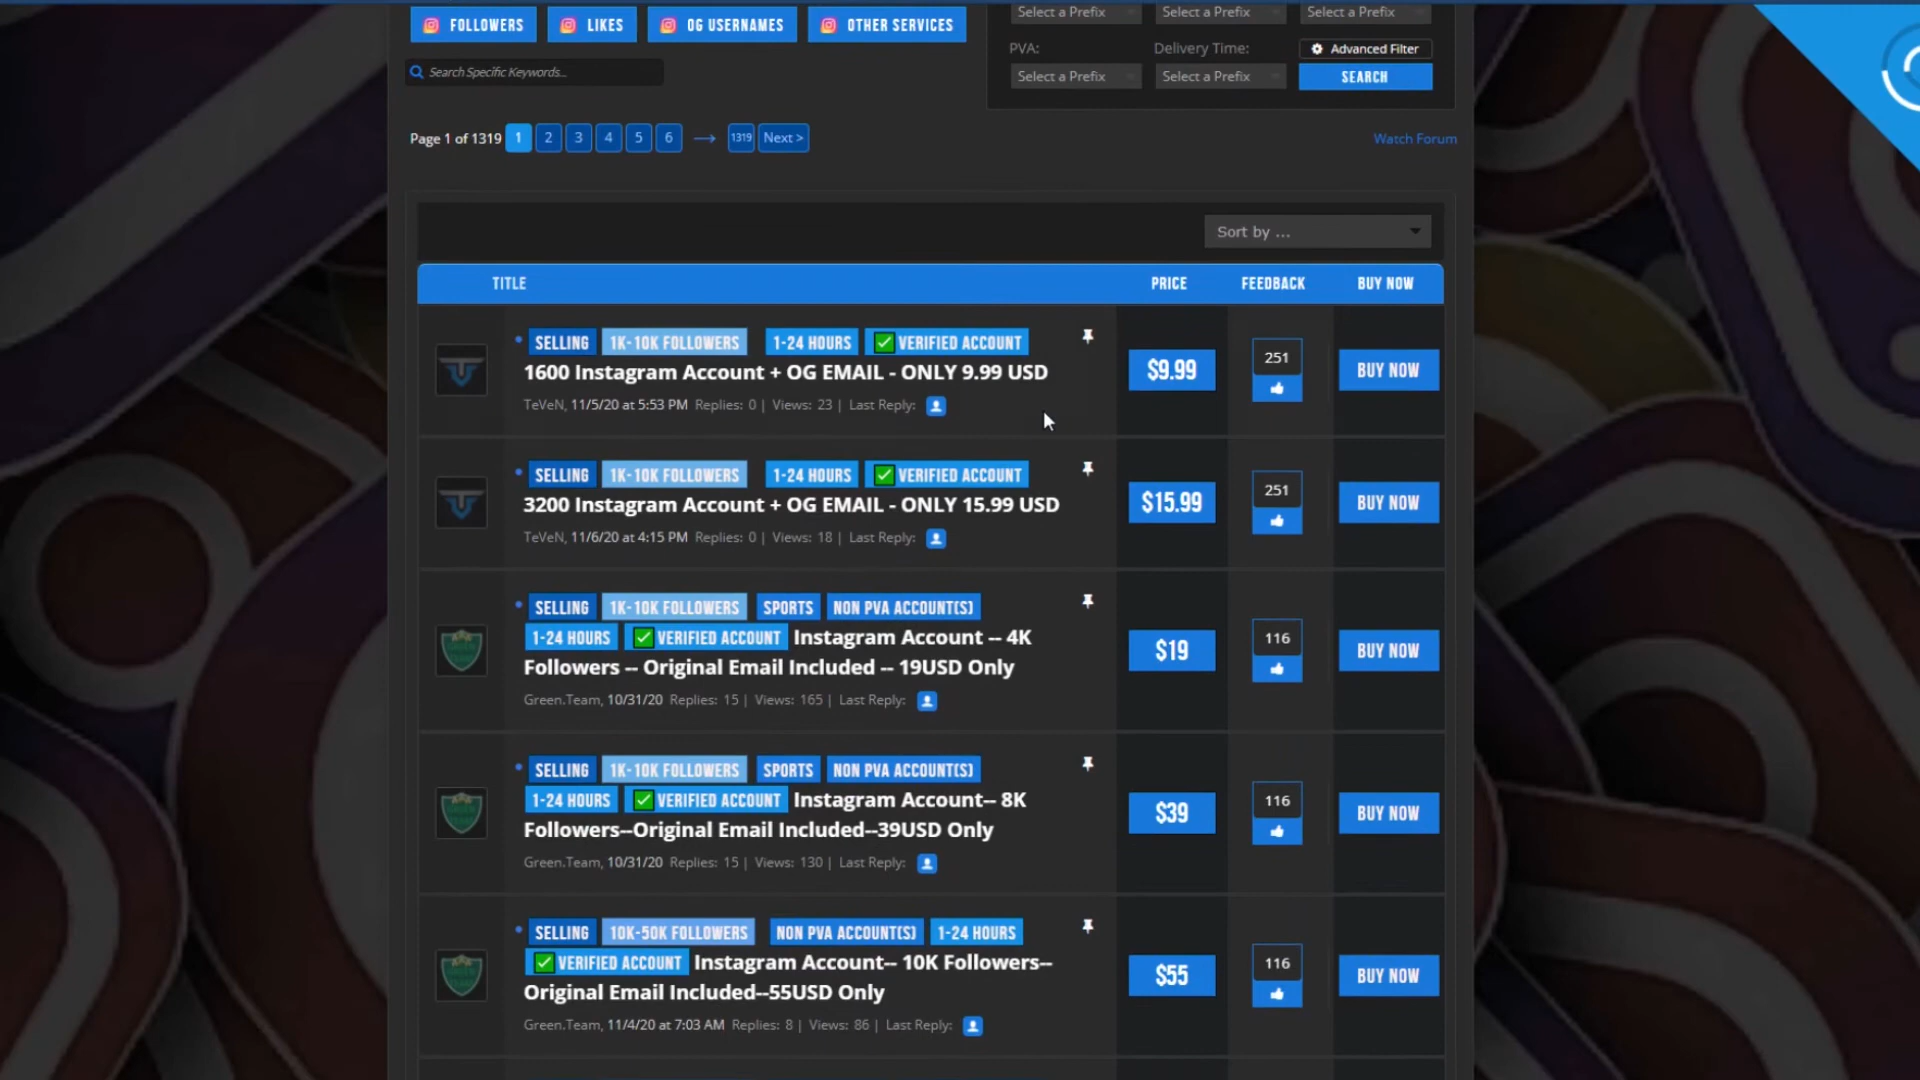 FOLLOWERS LIKES OG USERNAMES OTHER SERVICES
Select a Prefix Select a Prefix Select a Prefix
PVA: Delivery Time: Advanced Filter
Search Specific Keywords...
Select a Prefix Select a Prefix SEARCH
Page 1 of 1319 1 2 3 4 5 6 → 1319 Next >
Watch Forum
Sort by ...
TITLE PRICE FEEDBACK BUY NOW
SELLING 1K-10K FOLLOWERS 1-24 HOURS ✅ VERIFIED ACCOUNT
1600 Instagram Account + OG EMAIL - ONLY 9.99 USD
TeVeN, 11/5/20 at 5:53 PM Replies: 0 | Views: 23 | Last Reply:
$9.99 251 BUY NOW
SELLING 1K-10K FOLLOWERS 1-24 HOURS ✅ VERIFIED ACCOUNT
3200 Instagram Account + OG EMAIL - ONLY 15.99 USD
TeVeN, 11/6/20 at 4:15 PM Replies: 0 | Views: 18 | Last Reply:
$15.99 251 BUY NOW
SELLING 1K-10K FOLLOWERS SPORTS NON PVA ACCOUNT(S)
1-24 HOURS ✅ VERIFIED ACCOUNT Instagram Account -- 4K
Followers -- Original Email Included -- 19USD Only
Green.Team, 10/31/20 Replies: 15 | Views: 165 | Last Reply:
$19 116 BUY NOW
SELLING 1K-10K FOLLOWERS SPORTS NON PVA ACCOUNT(S)
1-24 HOURS ✅ VERIFIED ACCOUNT Instagram Account-- 8K
Followers--Original Email Included--39USD Only
Green.Team, 10/31/20 Replies: 15 | Views: 130 | Last Reply:
$39 116 BUY NOW
SELLING 10K-50K FOLLOWERS NON PVA ACCOUNT(S) 1-24 HOURS
✅ VERIFIED ACCOUNT Instagram Account-- 10K Followers--
Original Email Included--55USD Only
Green.Team, 11/4/20 at 7:03 AM Replies: 8 | Views: 86 | Last Reply:
$55 116 BUY NOW